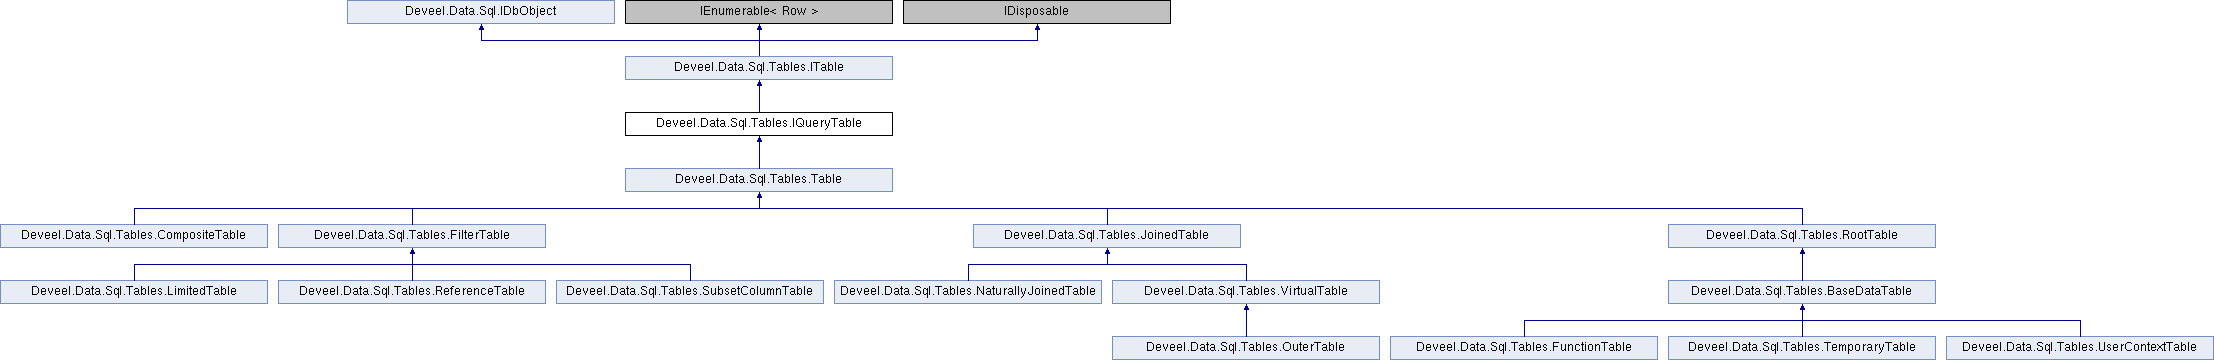 Deveel.Data.Sql.IDbObject
IEnumerable< Row >
IDisposable
Deveel.Data.Sql.Tables.ITable
Deveel.Data.Sql.Tables.IQueryTable
Deveel.Data.Sql.Tables.Table
Deveel.Data.Sql.Tables.CompositeTable
Deveel.Data.Sql.Tables.FilterTable
Deveel.Data.Sql.Tables.JoinedTable
Deveel.Data.Sql.Tables.RootTable
Deveel.Data.Sql.Tables.LimitedTable
Deveel.Data.Sql.Tables.ReferenceTable
Deveel.Data.Sql.Tables.SubsetColumnTable
Deveel.Data.Sql.Tables.NaturallyJoinedTable
Deveel.Data.Sql.Tables.VirtualTable
Deveel.Data.Sql.Tables.BaseDataTable
Deveel.Data.Sql.Tables.OuterTable
Deveel.Data.Sql.Tables.FunctionTable
Deveel.Data.Sql.Tables.TemporaryTable
Deveel.Data.Sql.Tables.UserContextTable